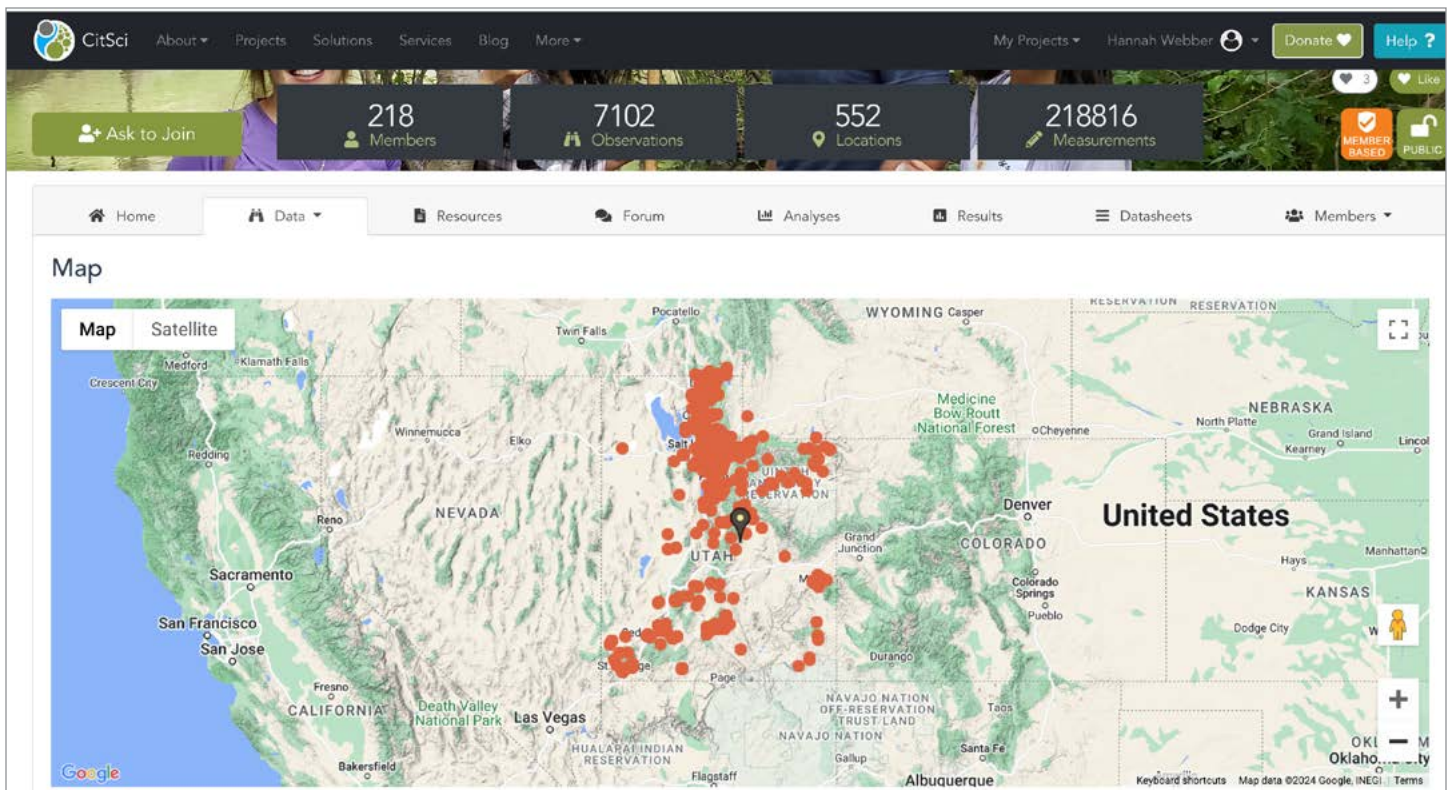 CitSci About Projects Solutions Services Blog More My Projects Hannah Webber Donate Help ?
3 Like
Ask to Join
218
Members
7102
Observations
552
Locations
218816
Measurements
MEMBER
BASED
PUBLIC
Home Data Resources Forum Analyses Results Datasheets Members
Map
Map Satellite
RESERVATION RESERVATION
Pocatello
WYOMING Casper
Twin Falls
Medford
Klamath Falls
Crescent City
Medicine
Bow-Routt
National Forest
NEBRASKA
North Platte
Grand Island
Cheyenne
Kearney
Lincol
Winnemucca
Elko
Salt
Redding
Denver
United States
NEVADA
Reno
Grand
Junction
COLORADO
UTAH
Hays
Manhattan
Sacramento
Colorado
Springs
KANSAS
Pueblo
San Francisco
San Jose
Dodge City
W
Durango
Page
Fresno
CALIFORNIA
Death Valley
National Park
Las Vegas
NAVAJO NATION
OFF-RESERVATION
TRUST LAND
Taos
NAVAJO NATION
HUALAPAI INDIAN
RESERVATION
Santa Fe
Gallup
Bakersfield
Flagstaff
Albuquerque
Google
Keyboard shortcuts Map data ©2024 Google, INEGI Terms